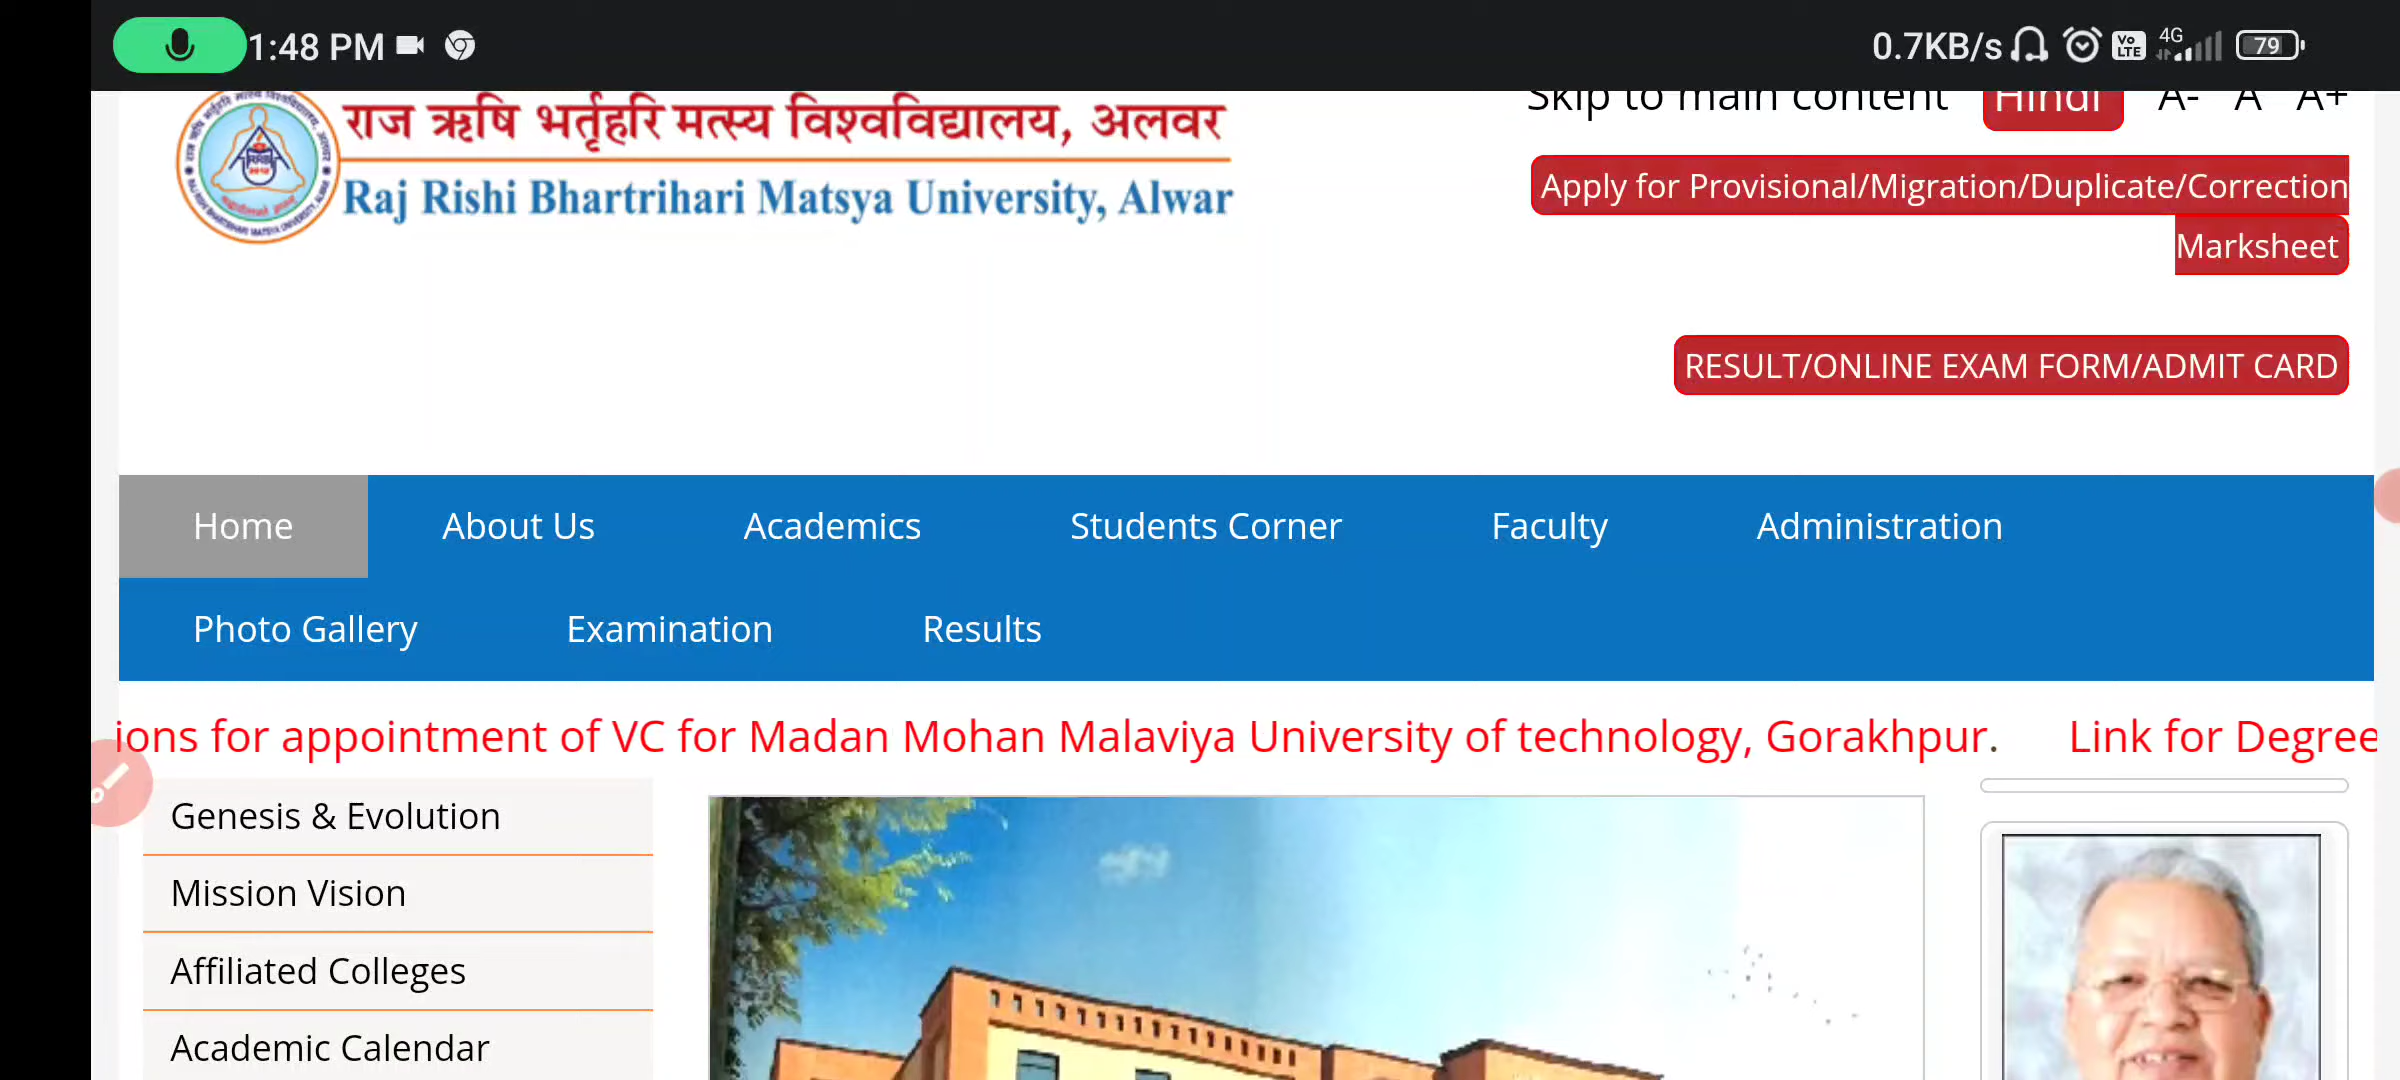 1:48 PM
0.7KB/s
Vo LTE
4G
79
Skip to main content Hindi A- A A+
राज ऋषि भर्तृहरि मत्स्य विश्वविद्यालय, अलवर
Raj Rishi Bhartrihari Matsya University, Alwar
Apply for Provisional/Migration/Duplicate/Correction
Marksheet
RESULT/ONLINE EXAM FORM/ADMIT CARD
Home About Us Academics Students Corner Faculty Administration
Photo Gallery Examination Results
ions for appointment of VC for Madan Mohan Malaviya University of technology, Gorakhpur. Link for Degree
Genesis & Evolution
Mission Vision
Affiliated Colleges
Academic Calendar